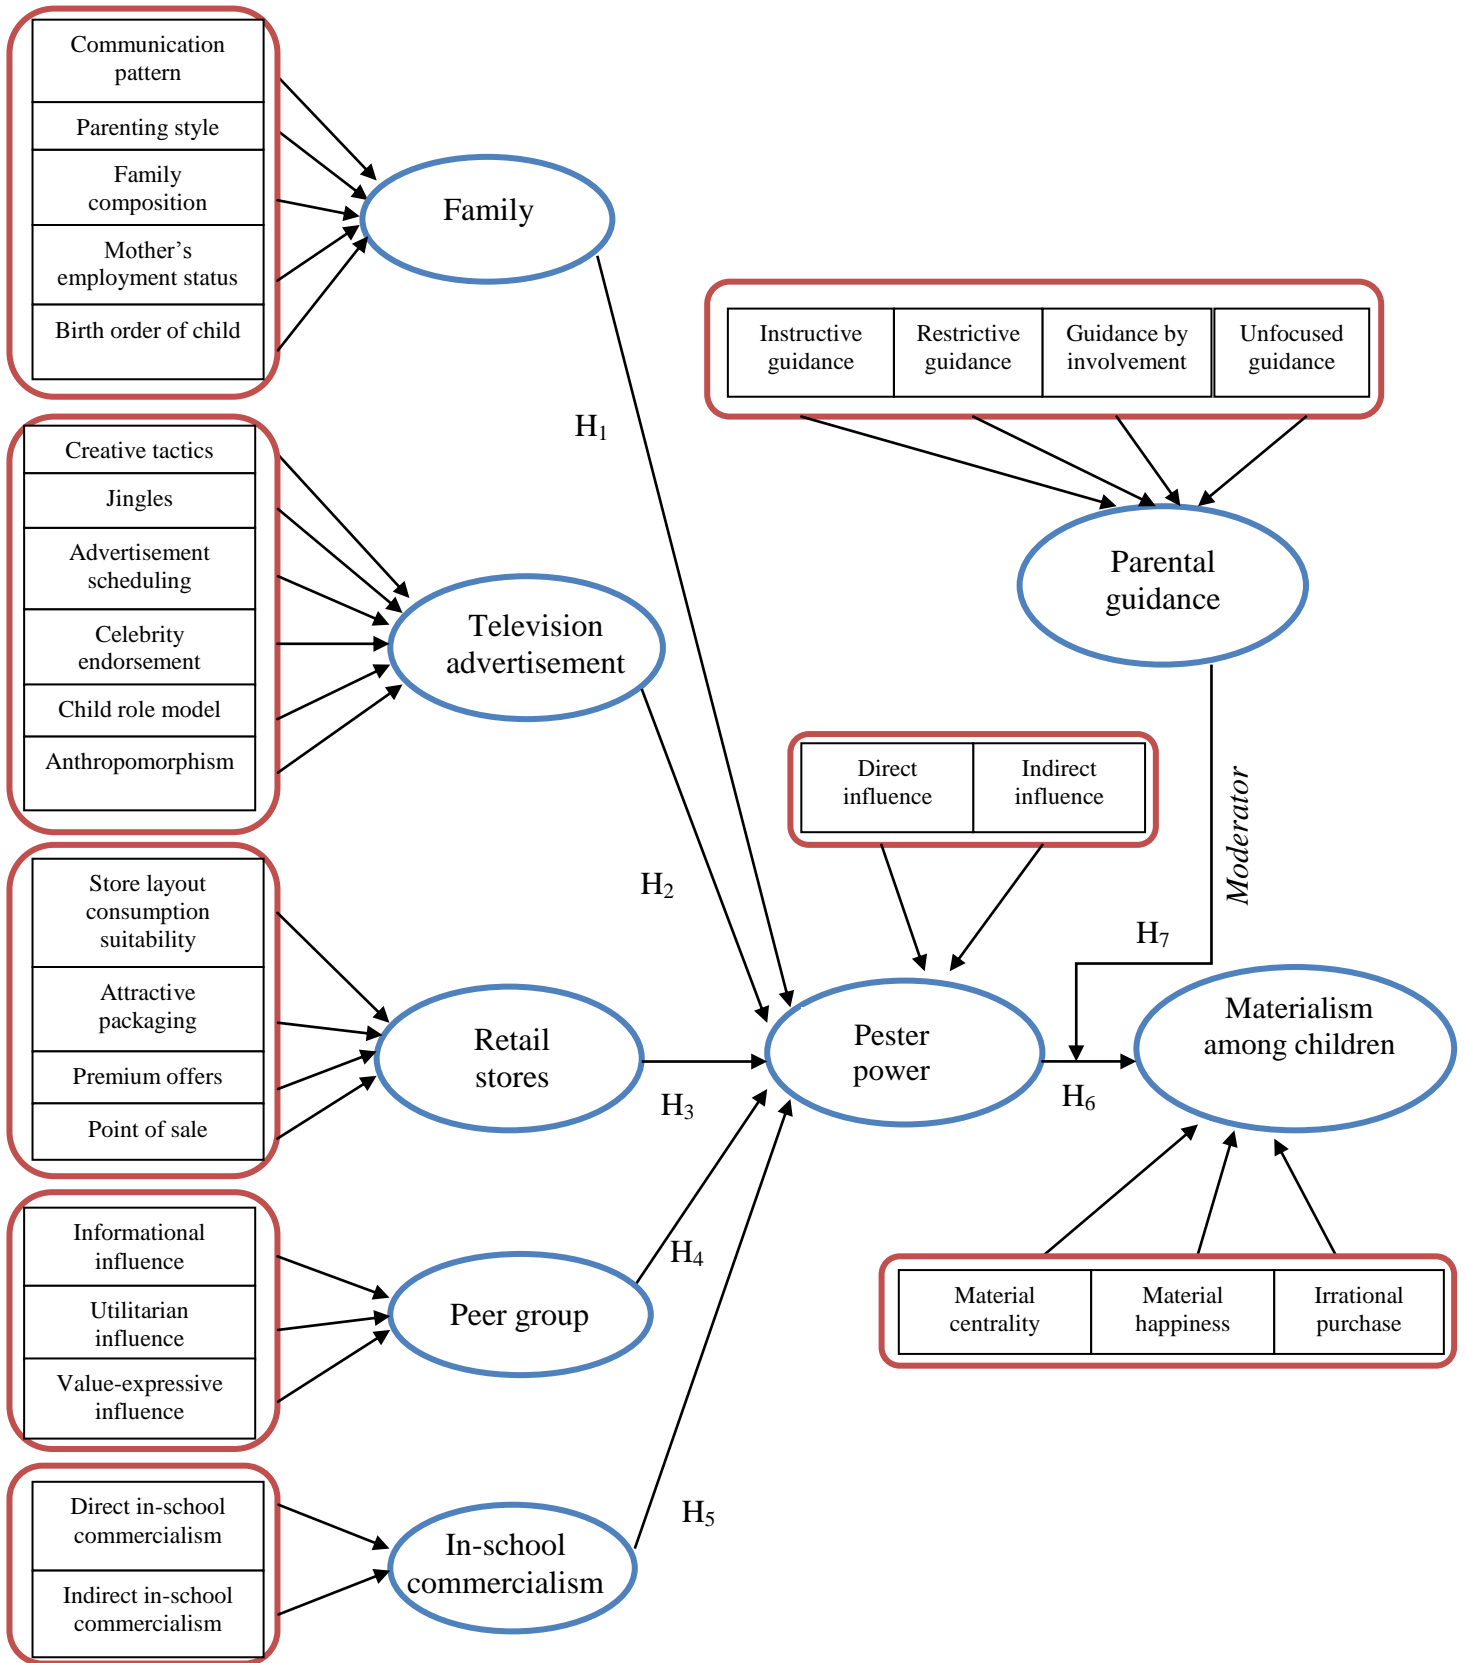 Communication
pattern
Parenting style
Family
composition
Mother’s
employment status
Birth order of child
Family
H1
Instructive
guidance
Restrictive
guidance
Guidance by
involvement
Unfocused
guidance
Parental
guidance
Creative tactics
Jingles
Advertisement
scheduling
Celebrity
endorsement
Child role model
Anthropomorphism
Television
advertisement
H2
Direct
influence
Indirect
influence
Moderator
H7
Store layout
consumption
suitability
Attractive
packaging
Premium offers
Point of sale
Retail
stores
H3
Pester
power
H6
Materialism
among children
Informational
influence
Utilitarian
influence
Value-expressive
influence
Peer group
H4
Material
centrality
Material
happiness
Irrational
purchase
Direct in-school
commercialism
Indirect in-school
commercialism
In-school
commercialism
H5